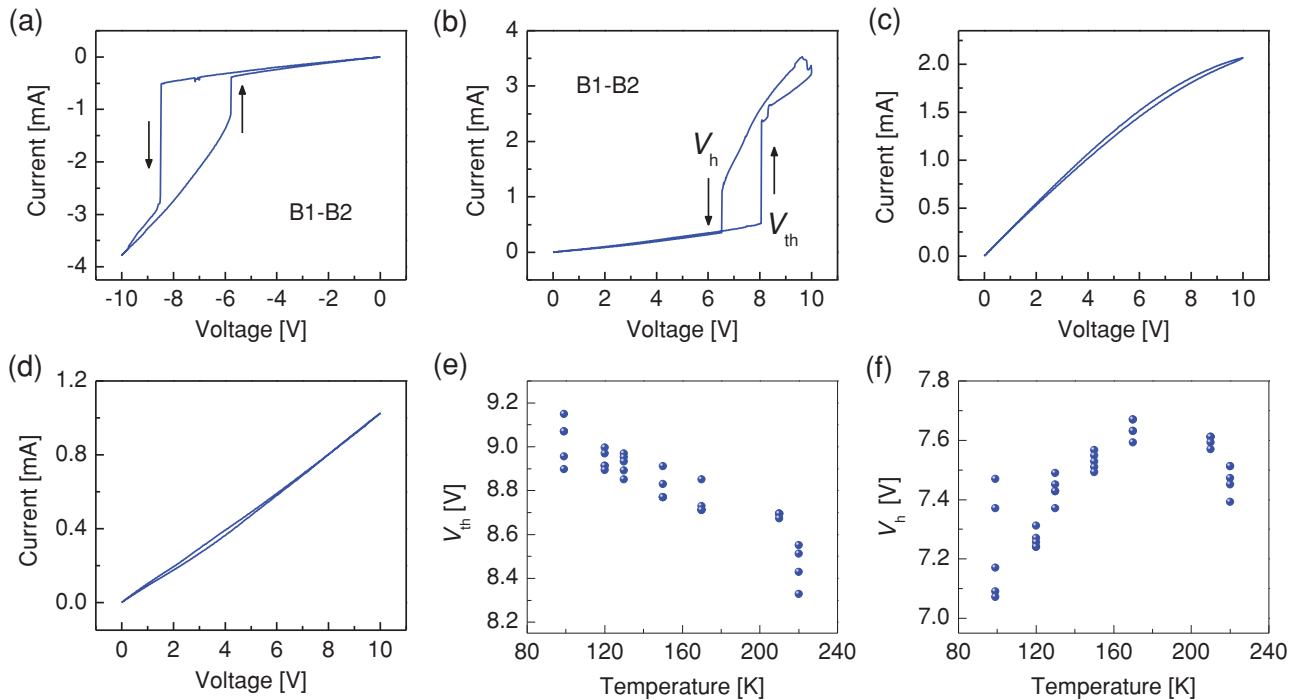 (a)
0
-1
-2
-3
-4
Current [mA]
B1-B2
-10 -8 -6 -4 -2 0
Voltage [V]
(b)
4
3
2
1
0
Current [mA]
B1-B2
Vh
Vth
0 2 4 6 8 10
Voltage [V]
(c)
2.0
1.5
1.0
0.5
0.0
Current [mA]
0 2 4 6 8 10
Voltage [V]
(d)
1.2
0.8
0.4
0.0
Current [mA]
0 2 4 6 8 10
Voltage [V]
(e)
9.2
9.0
8.8
8.6
8.4
8.2
Vth [V]
80 120 160 200 240
Temperature [K]
(f)
7.8
7.6
7.4
7.2
7.0
Vh [V]
80 120 160 200 240
Temperature [K]